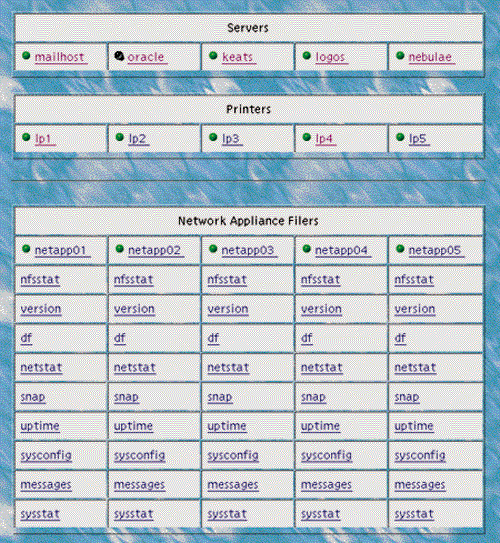 Servers
mailhost oracle keats logos nebulae
Printers
lp1 lp2 lp3 lp4 lp5
Network Appliance Filers
netapp01 netapp02 netapp03 netapp04 netapp05
nfsstat nfsstat nfsstat nfsstat nfsstat
version version version version version
df df df df df
netstat netstat netstat netstat netstat
snap snap snap snap snap
uptime uptime uptime uptime uptime
sysconfig sysconfig sysconfig sysconfig sysconfig
messages messages messages messages messages
sysstat sysstat sysstat sysstat sysstat